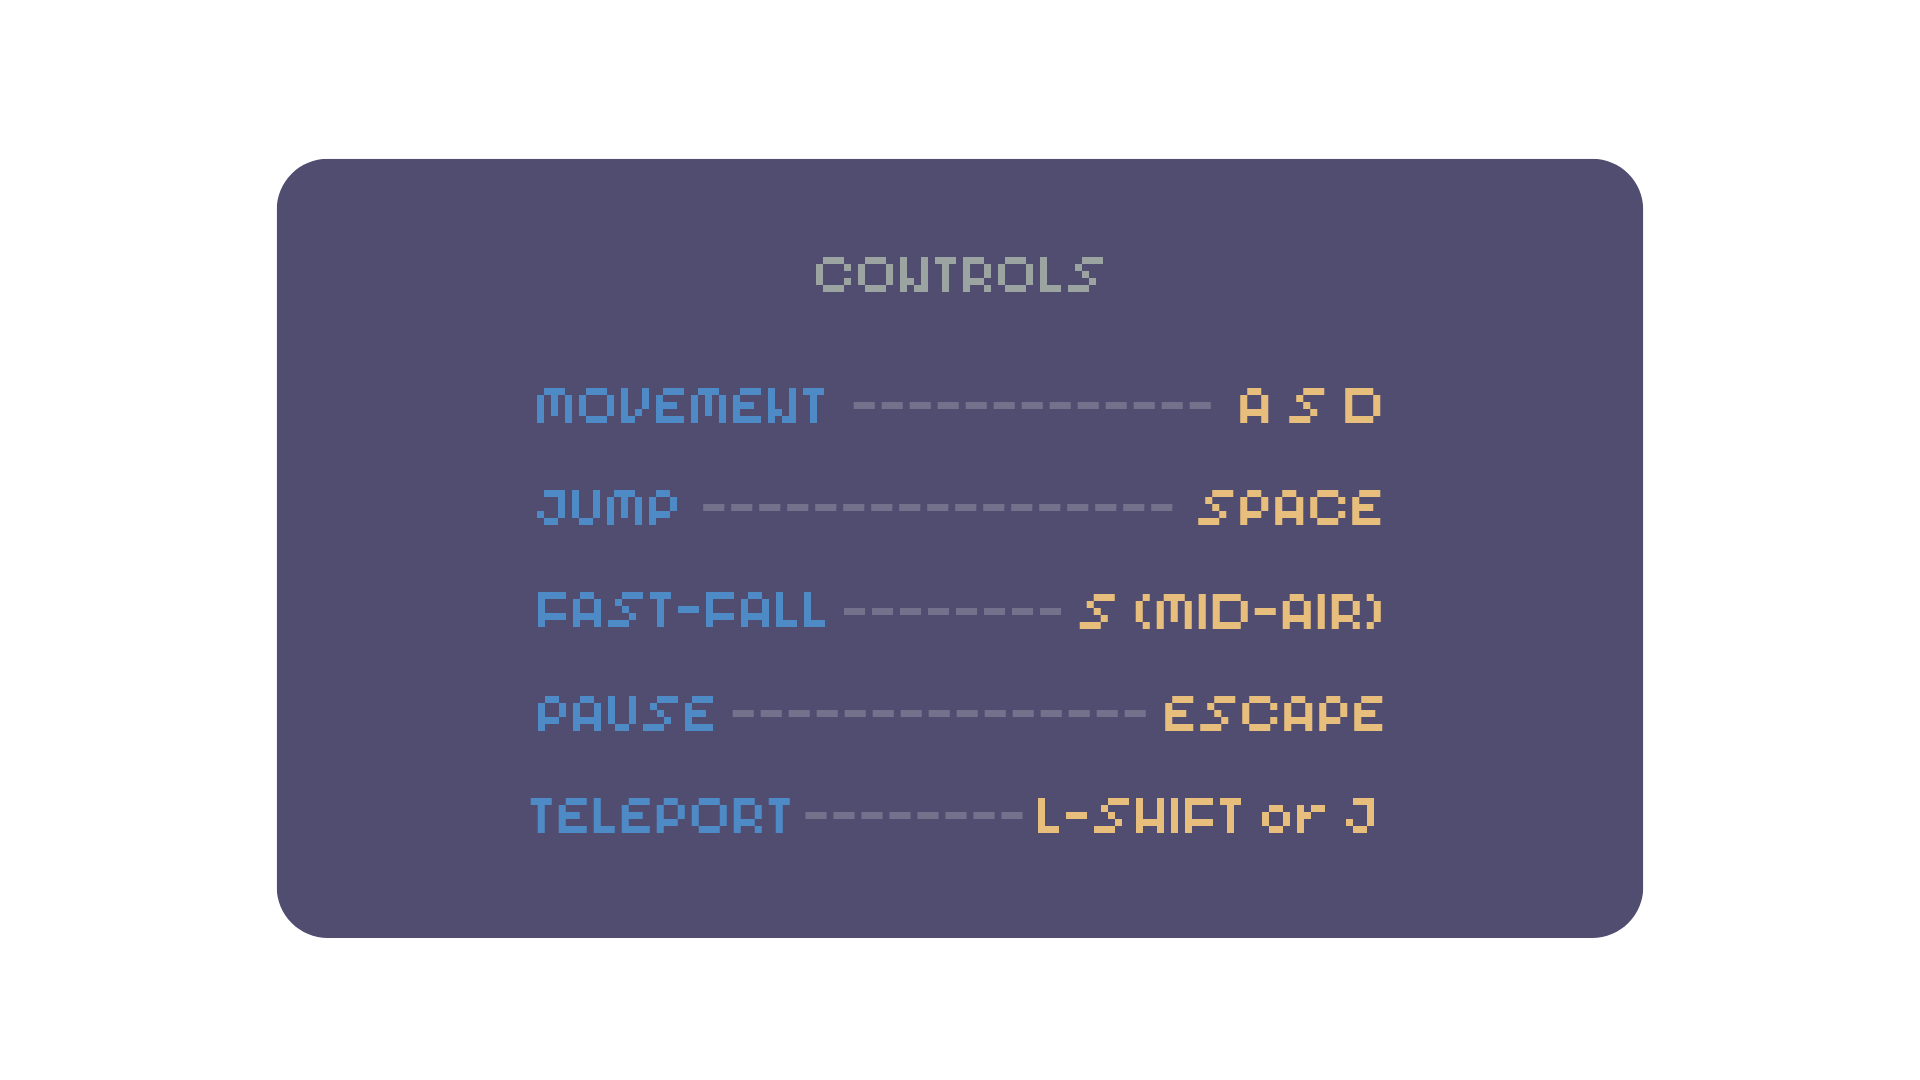 CONTROLS
MOVEMENT ------------- A S D
JUMP ----------------- SPACE
FAST-FALL -------- S (MID-AIR)
PAUSE --------------- ESCAPE
TELEPORT -------- L-SHIFT or J